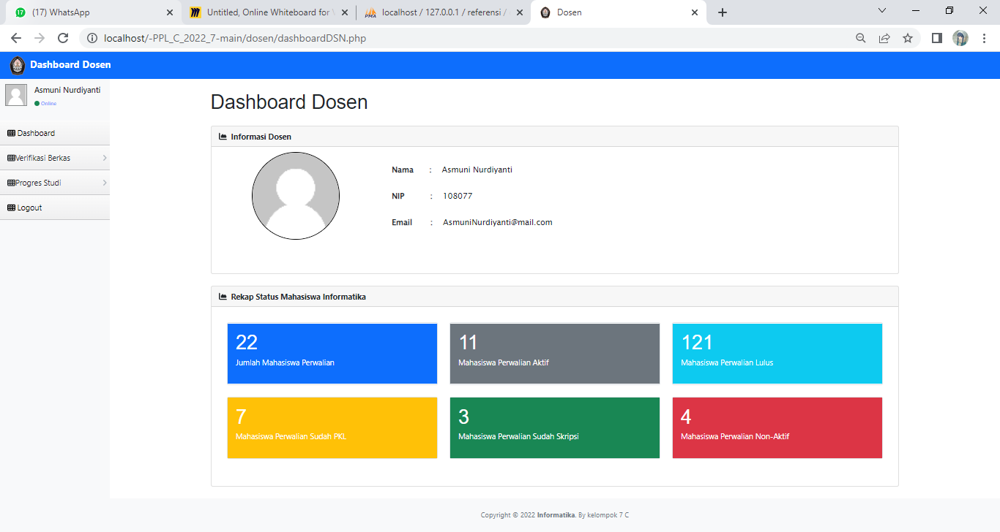 (17) WhatsApp
Untitled, Online Whiteboard for
localhost / 127.0.0.1 / referensi /
Dosen
localhost/-PPL_C_2022_7-main/dosen/dashboardDSN.php
Dashboard Dosen
Asmuni Nurdiyanti
Online
Dashboard
Verifikasi Berkas
Progres Studi
Logout
Dashboard Dosen
Informasi Dosen
Nama : Asmuni Nurdiyanti
NIP : 108077
Email : AsmuniNurdiyanti@mail.com
Rekap Status Mahasiswa Informatika
22
Jumlah Mahasiswa Perwalian
11
Mahasiswa Perwalian Aktif
121
Mahasiswa Perwalian Lulus
7
Mahasiswa Perwalian Sudah PKL
3
Mahasiswa Perwalian Sudah Skripsi
4
Mahasiswa Perwalian Non-Aktif
Copyright © 2022 Informatika. By kelompok 7 C